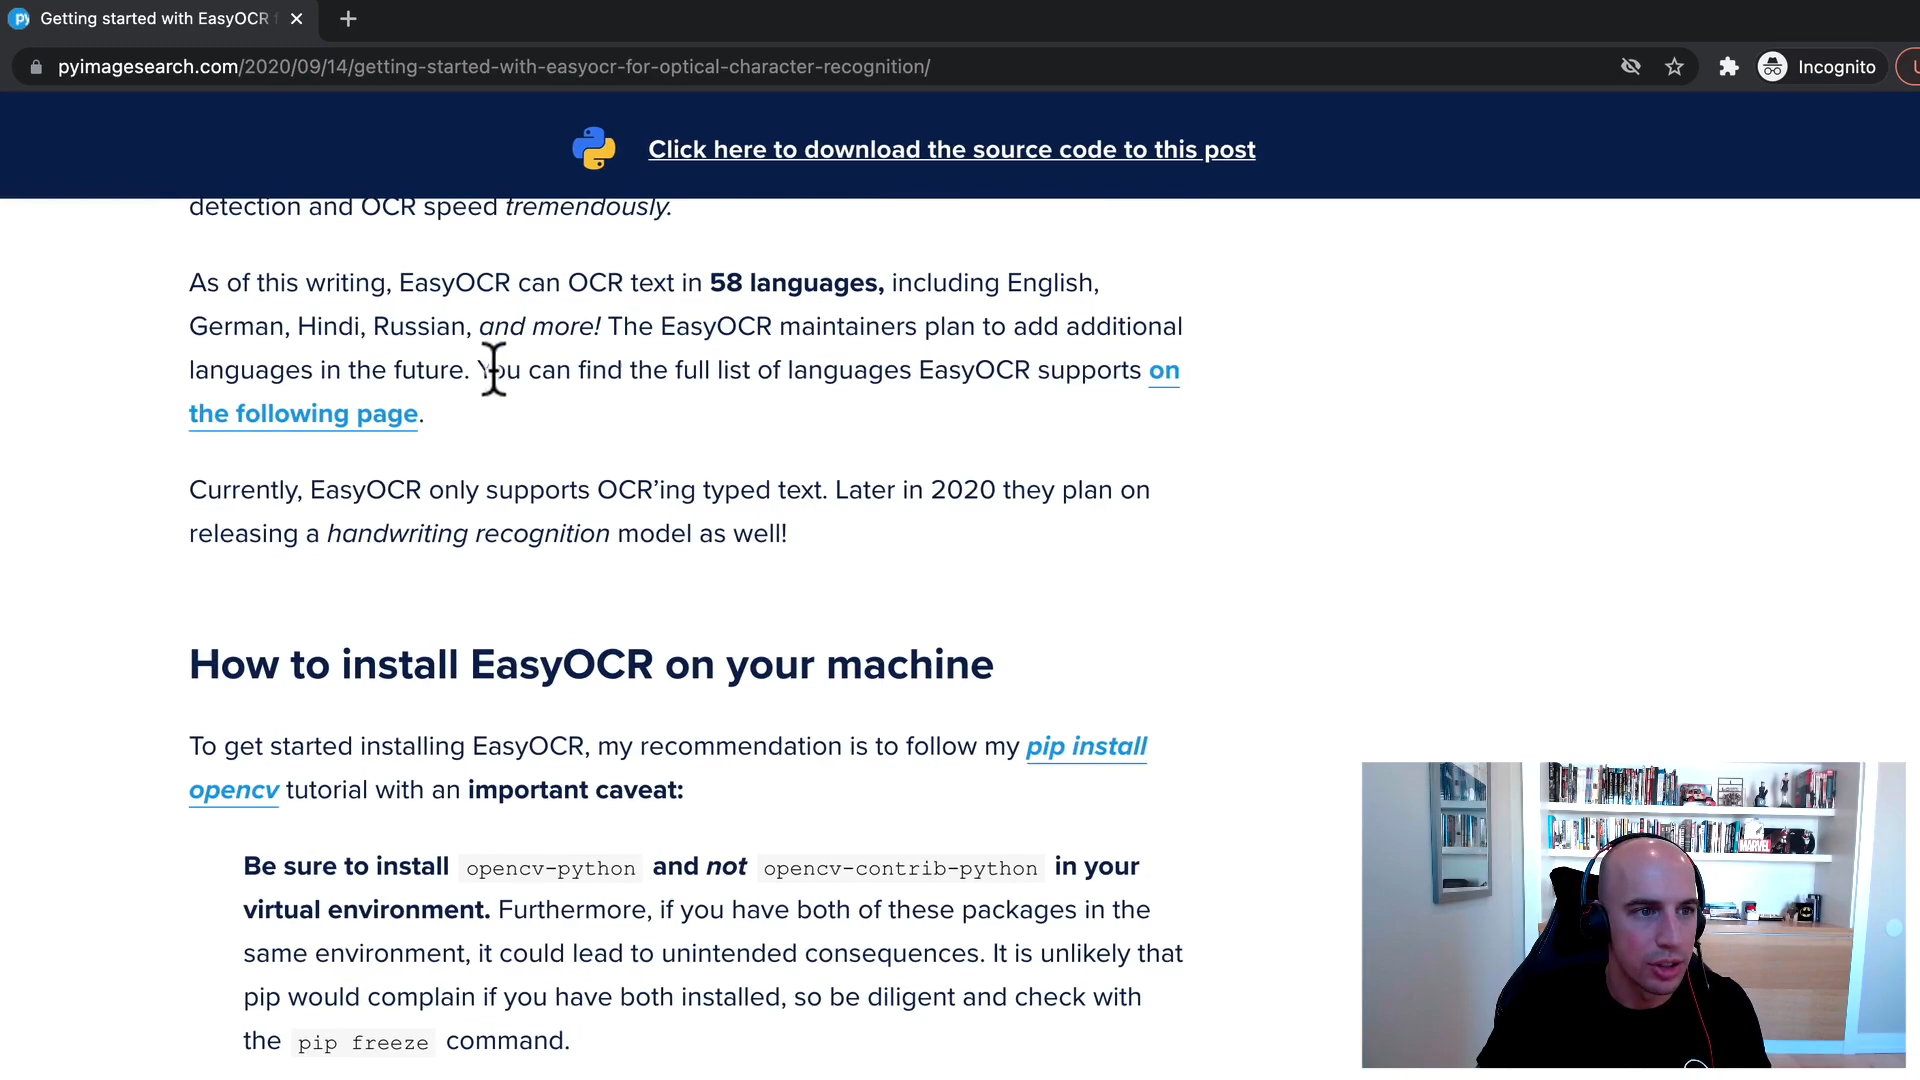 Getting started with EasyOCR
pyimagesearch.com/2020/09/14/getting-started-with-easyocr-for-optical-character-recognition/
Incognito
Click here to download the source code to this post
detection and OCR speed tremendously.
As of this writing, EasyOCR can OCR text in 58 languages, including English,
German, Hindi, Russian, and more! The EasyOCR maintainers plan to add additional
languages in the future. You can find the full list of languages EasyOCR supports on
the following page.
Currently, EasyOCR only supports OCR’ing typed text. Later in 2020 they plan on
releasing a handwriting recognition model as well!
How to install EasyOCR on your machine
To get started installing EasyOCR, my recommendation is to follow my pip install
opencv tutorial with an important caveat:
Be sure to install opencv-python and not opencv-contrib-python in your
virtual environment. Furthermore, if you have both of these packages in the
same environment, it could lead to unintended consequences. It is unlikely that
pip would complain if you have both installed, so be diligent and check with
the pip freeze command.
MARVEL